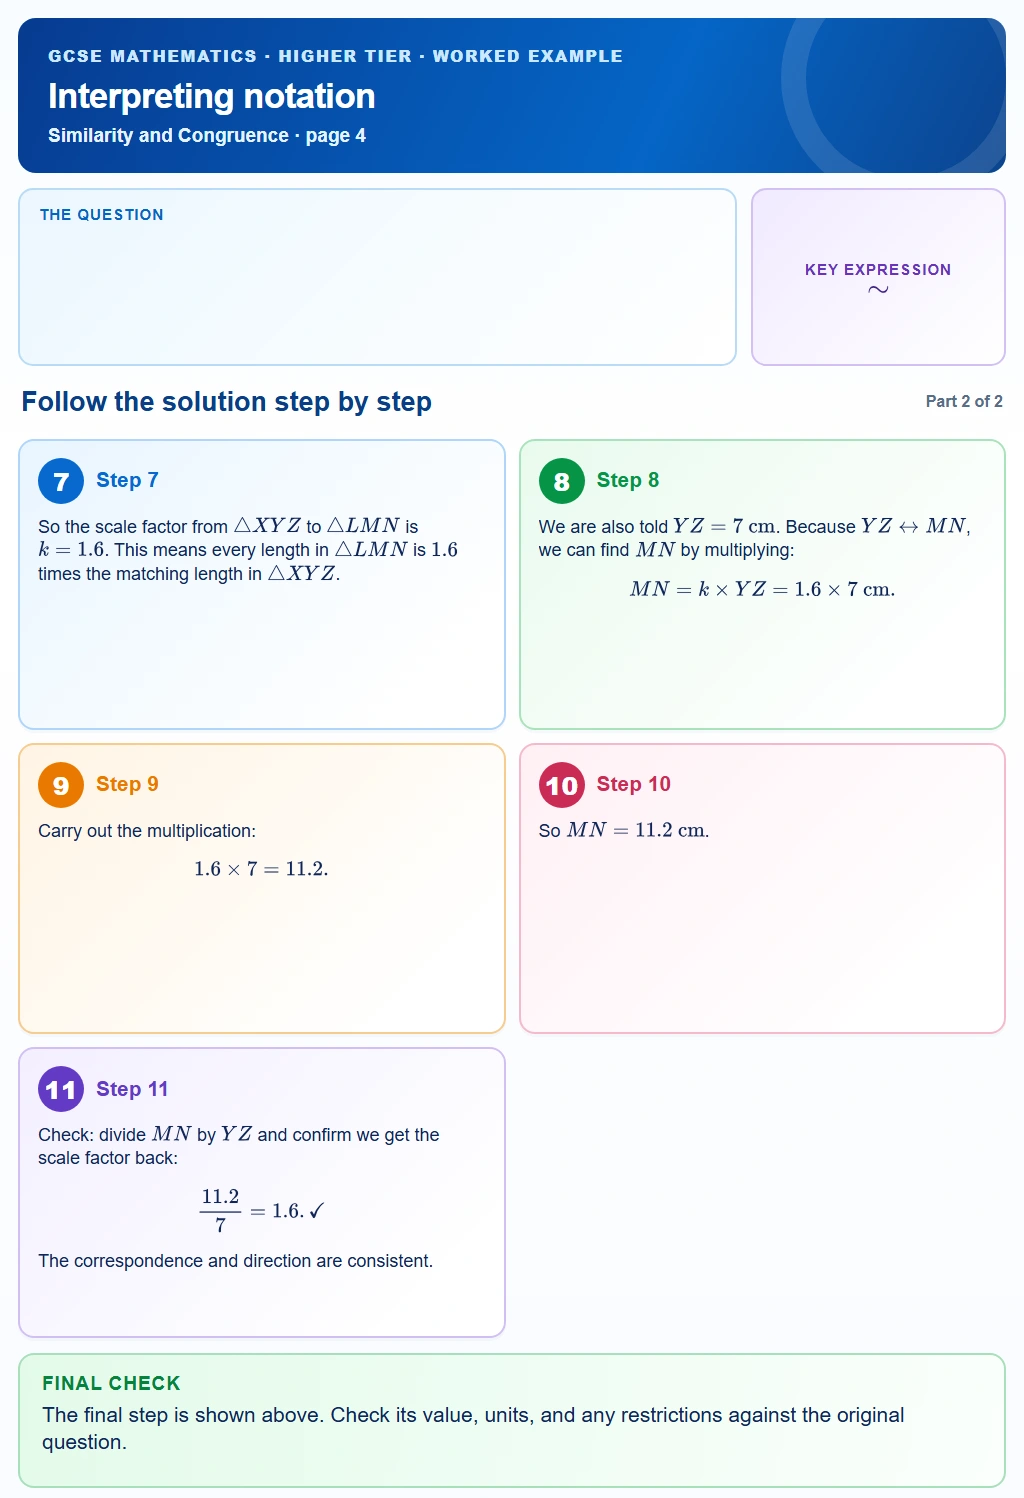 GCSE MATHEMATICS · HIGHER TIER · WORKED EXAMPLE
Interpreting notation
Similarity and Congruence · page 4
THE QUESTION
KEY EXPRESSION
∼
Follow the solution step by step
Part 2 of 2
7 Step 7
So the scale factor from △XYZ to △LMN is
k = 1.6. This means every length in △LMN is 1.6
times the matching length in △XYZ.
8 Step 8
We are also told YZ = 7 cm. Because YZ ↔ MN,
we can find MN by multiplying:
MN = k × YZ = 1.6 × 7 cm.
9 Step 9
Carry out the multiplication:
1.6 × 7 = 11.2.
10 Step 10
So MN = 11.2 cm.
11 Step 11
Check: divide MN by YZ and confirm we get the
scale factor back:
11.2/7 = 1.6. ✓
The correspondence and direction are consistent.
FINAL CHECK
The final step is shown above. Check its value, units, and any restrictions against the original
question.